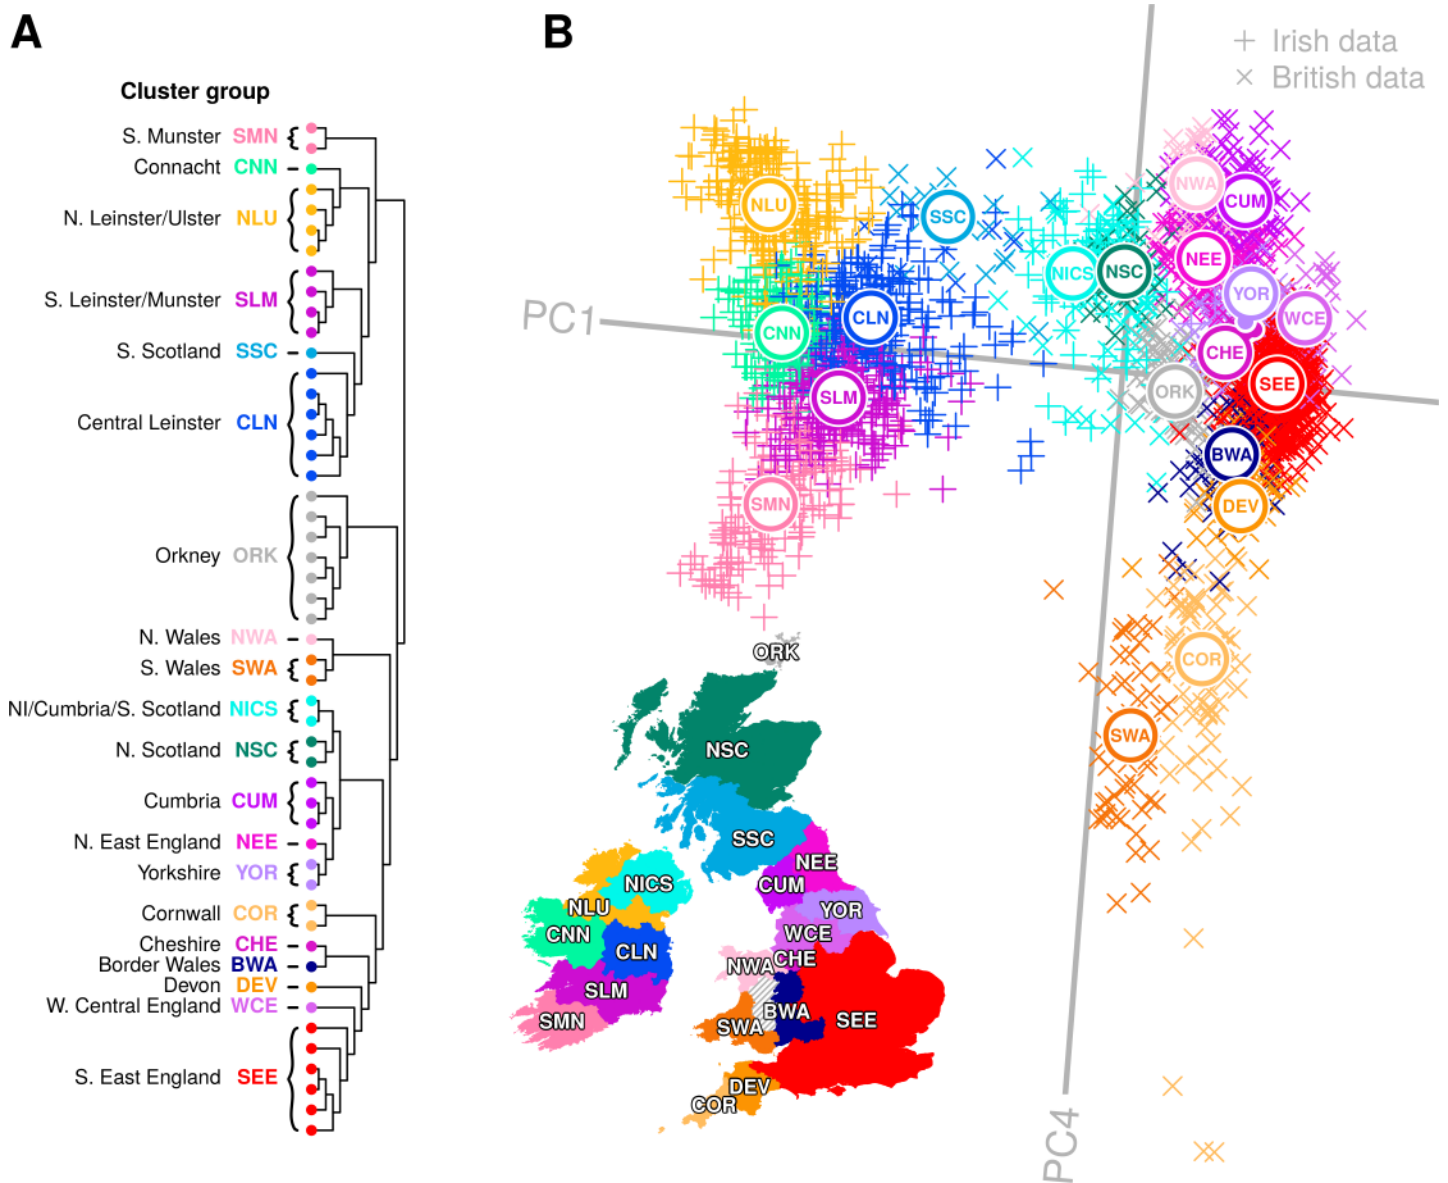 A
Cluster group
S. Munster SMN
Connacht CNN
N. Leinster/Ulster NLU
S. Leinster/Munster SLM
S. Scotland SSC
Central Leinster CLN
Orkney ORK
N. Wales NWA
S. Wales SWA
NI/Cumbria/S. Scotland NICS
N. Scotland NSC
Cumbria CUM
N. East England NEE
Yorkshire YOR
Cornwall COR
Cheshire CHE
Border Wales BWA
Devon DEV
W. Central England WCE
S. East England SEE
B
Irish data
British data
NWA
CUM
NLU
SSC
NEE
NICS
NSC
YOR
PC1
CLN
WCE
CNN
CHE
SEE
ORK
SLM
BWA
SMN
DEV
COR
SWA
PC4
ORK
NSC
SSC
NEE
NICS
CUM
NLU
YOR
CNN
WCE
CLN
CHE
NWA
SLM
BWA
SMN
SWA
SEE
DEV
COR